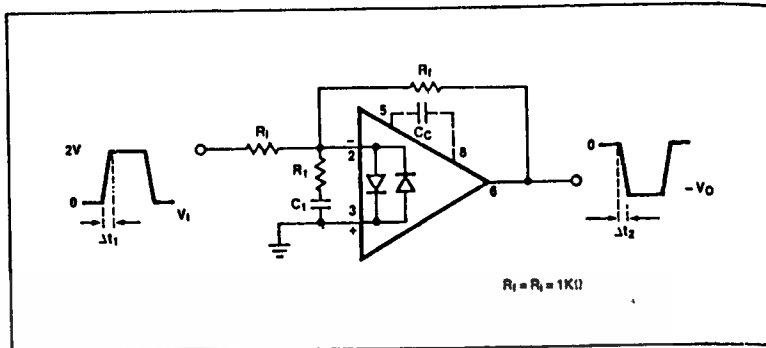 Rf
5
Cc
8
2V
0
Δt1
VI
Ri
2
−
R1
C1
3
+
6
0
−VO
Δt2
Rf = Ri = 1KΩ